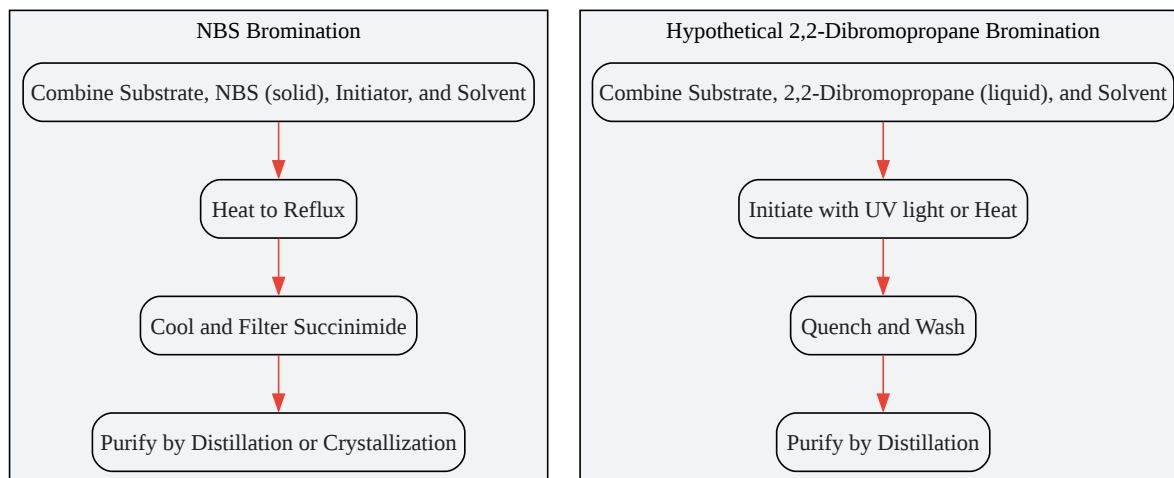 NBS Bromination
Combine Substrate, NBS (solid), Initiator, and Solvent
Heat to Reflux
Cool and Filter Succinimide
Purify by Distillation or Crystallization
Hypothetical 2,2-Dibromopropane Bromination
Combine Substrate, 2,2-Dibromopropane (liquid), and Solvent
Initiate with UV light or Heat
Quench and Wash
Purify by Distillation